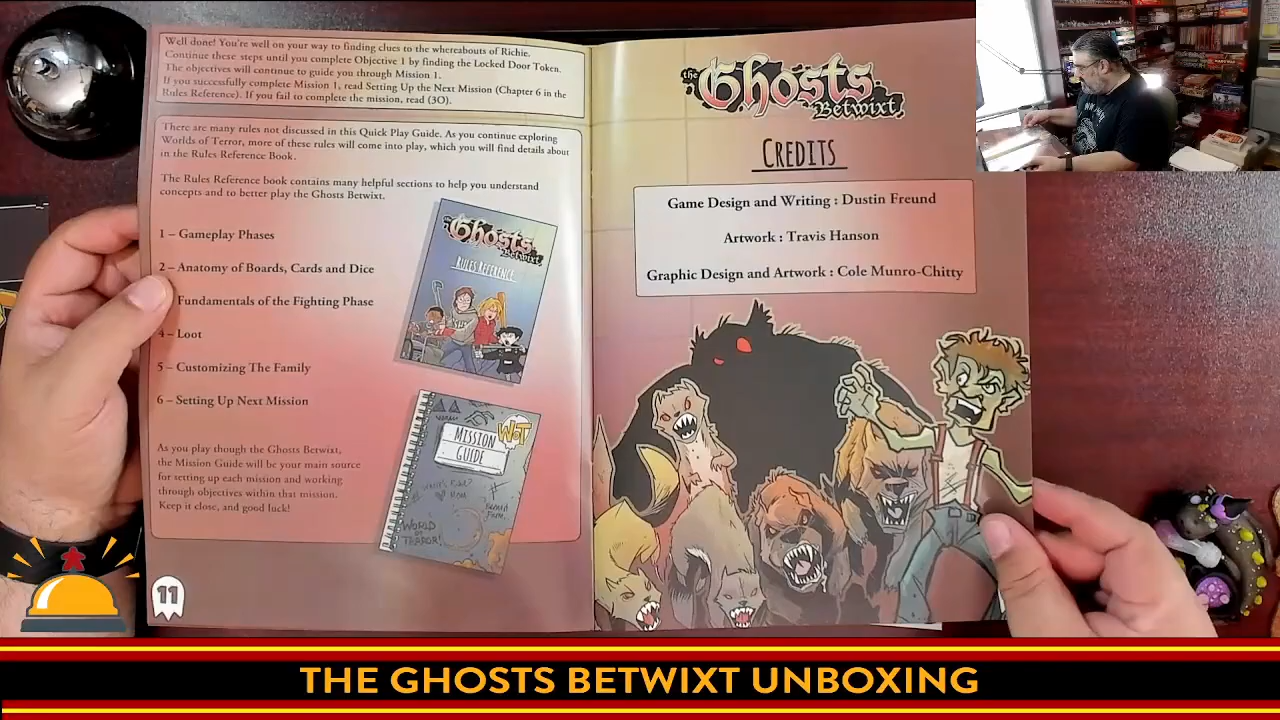 Well done! You're well on your way to finding clues to the whereabouts of Richie.
Continue these steps until you complete Objective 1 by finding the Locked Door Token.
The objectives will continue to guide you through Mission 1.
If you successfully complete Mission 1, read Setting Up the Next Mission (Chapter 6 in the
Rules Reference). If you fail to complete the mission, read (30).
There are many rules not discussed in this Quick Play Guide. As you continue exploring
Worlds of Terror, more of these rules will come into play, which you will find details about
in the Rules Reference Book.
The Rules Reference book contains many helpful sections to help you understand
concepts and to better play the Ghosts Betwixt.
1 – Gameplay Phases
2 – Anatomy of Boards, Cards and Dice
Fundamentals of the Fighting Phase
4 – Loot
5 – Customizing The Family
6 – Setting Up Next Mission
the Ghosts
Betwixt
Rules Reference
MISSION
GUIDE
WoT
WORLD
OF
TERROR!
As you play though the Ghosts Betwixt,
the Mission Guide will be your main source
for setting up each mission and working
through objectives within that mission.
Keep it close, and good luck!
11
the Ghosts
Betwixt
Credits
Game Design and Writing : Dustin Freund
Artwork : Travis Hanson
Graphic Design and Artwork : Cole Munro-Chitty
THE GHOSTS BETWIXT UNBOXING